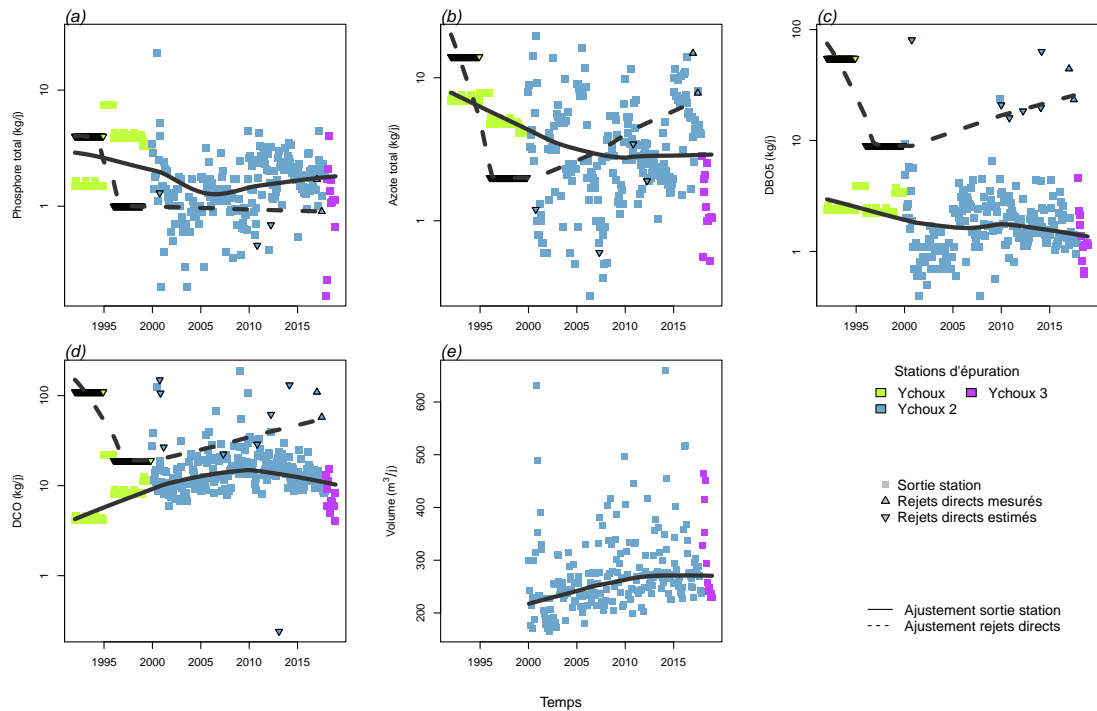 (a)
Phosphore total (kg/j)
10
1
1995 2000 2005 2010 2015
(b)
Azote total (kg/j)
10
1
1995 2000 2005 2010 2015
(c)
DBO5 (kg/j)
100
10
1
1995 2000 2005 2010 2015
(d)
DCO (kg/j)
100
10
1
1995 2000 2005 2010 2015
(e)
Volume (m³/j)
600
500
400
300
200
1995 2000 2005 2010 2015
Stations d'épuration
Ychoux Ychoux 3
Ychoux 2
Sortie station
Rejets directs mesurés
Rejets directs estimés
Ajustement sortie station
Ajustement rejets directs
Temps